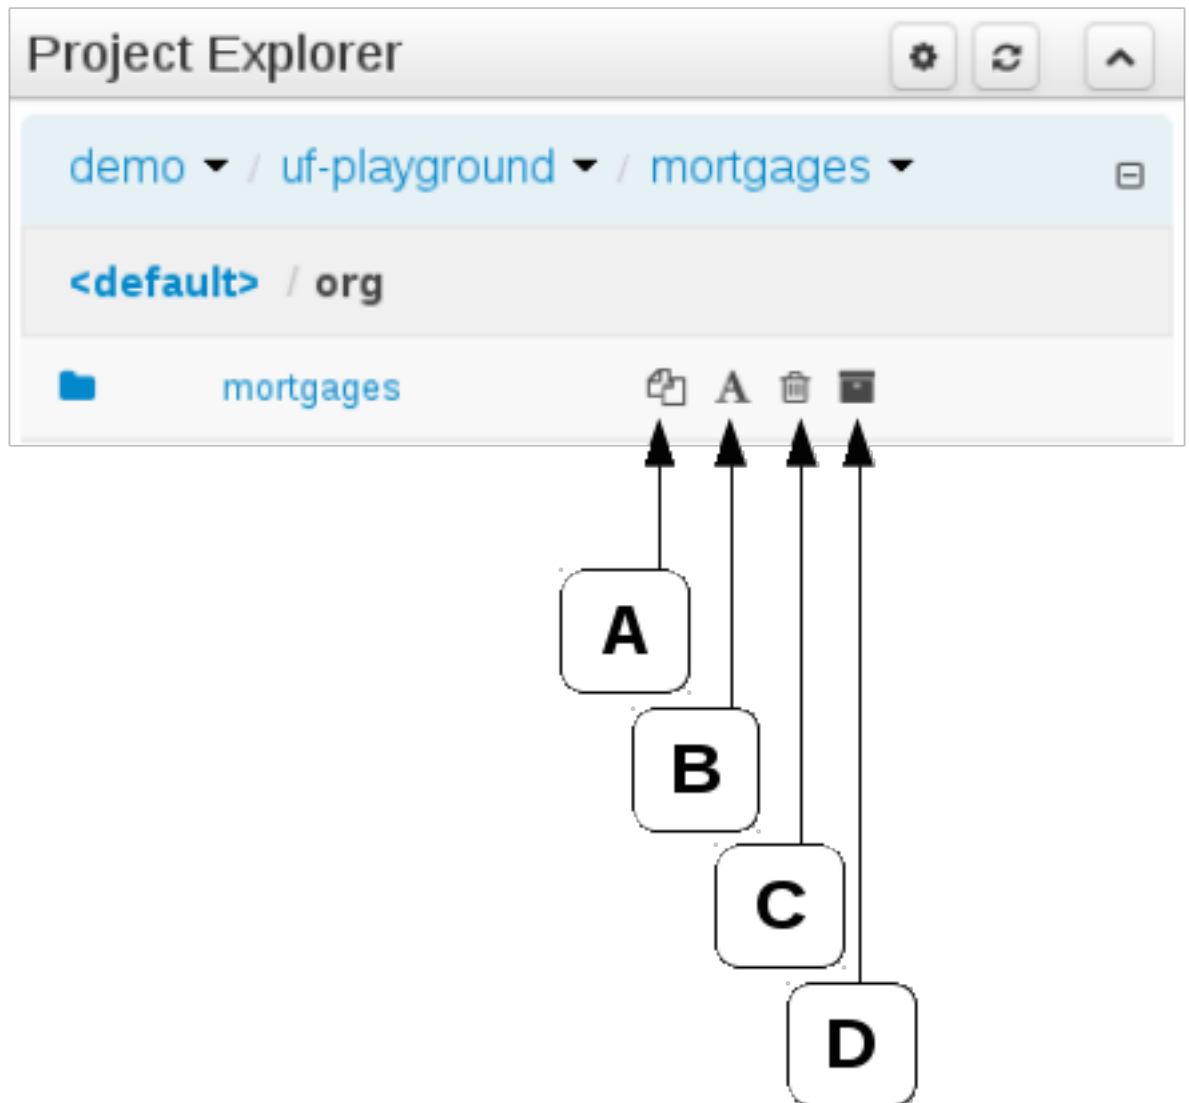 Project Explorer
demo / uf-playground / mortgages
<default> / org
mortgages
A
B
C
D